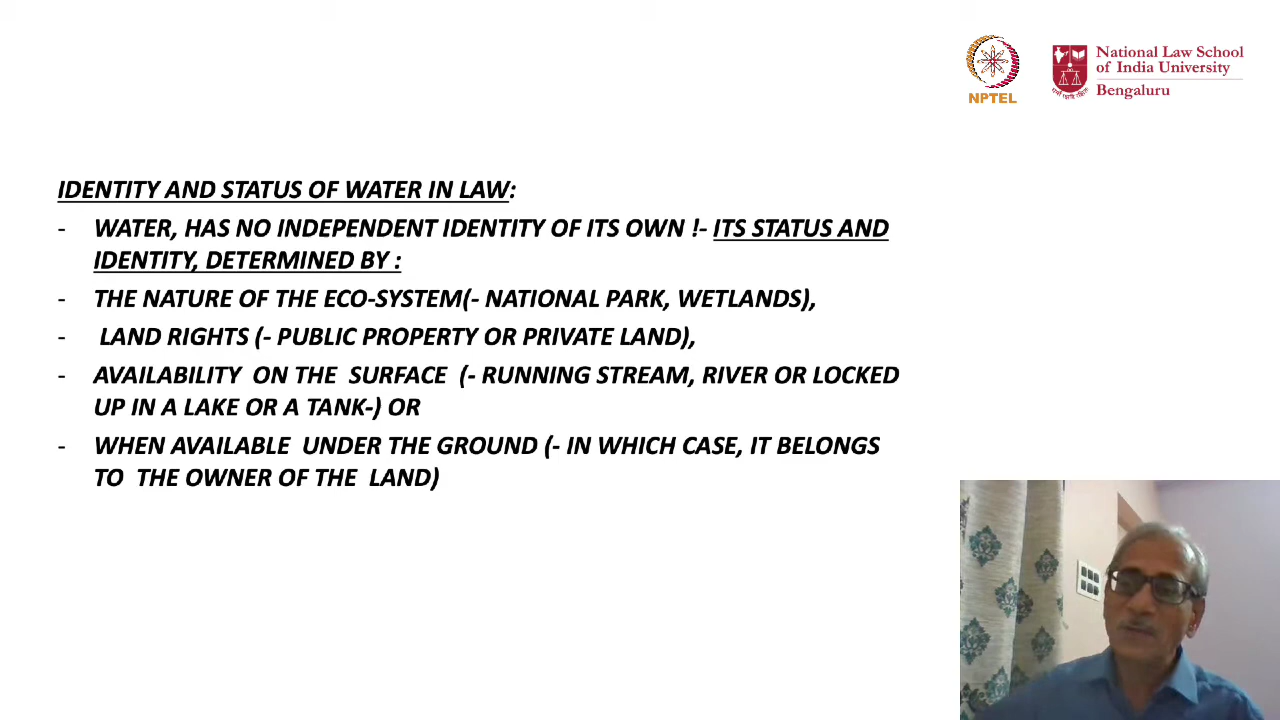 NPTEL
National Law School
of India University
Bengaluru
IDENTITY AND STATUS OF WATER IN LAW:
- WATER, HAS NO INDEPENDENT IDENTITY OF ITS OWN !- ITS STATUS AND
IDENTITY, DETERMINED BY :
- THE NATURE OF THE ECO-SYSTEM(- NATIONAL PARK, WETLANDS),
- LAND RIGHTS (- PUBLIC PROPERTY OR PRIVATE LAND),
- AVAILABILITY ON THE SURFACE (- RUNNING STREAM, RIVER OR LOCKED
UP IN A LAKE OR A TANK-) OR
- WHEN AVAILABLE UNDER THE GROUND (- IN WHICH CASE, IT BELONGS
TO THE OWNER OF THE LAND)